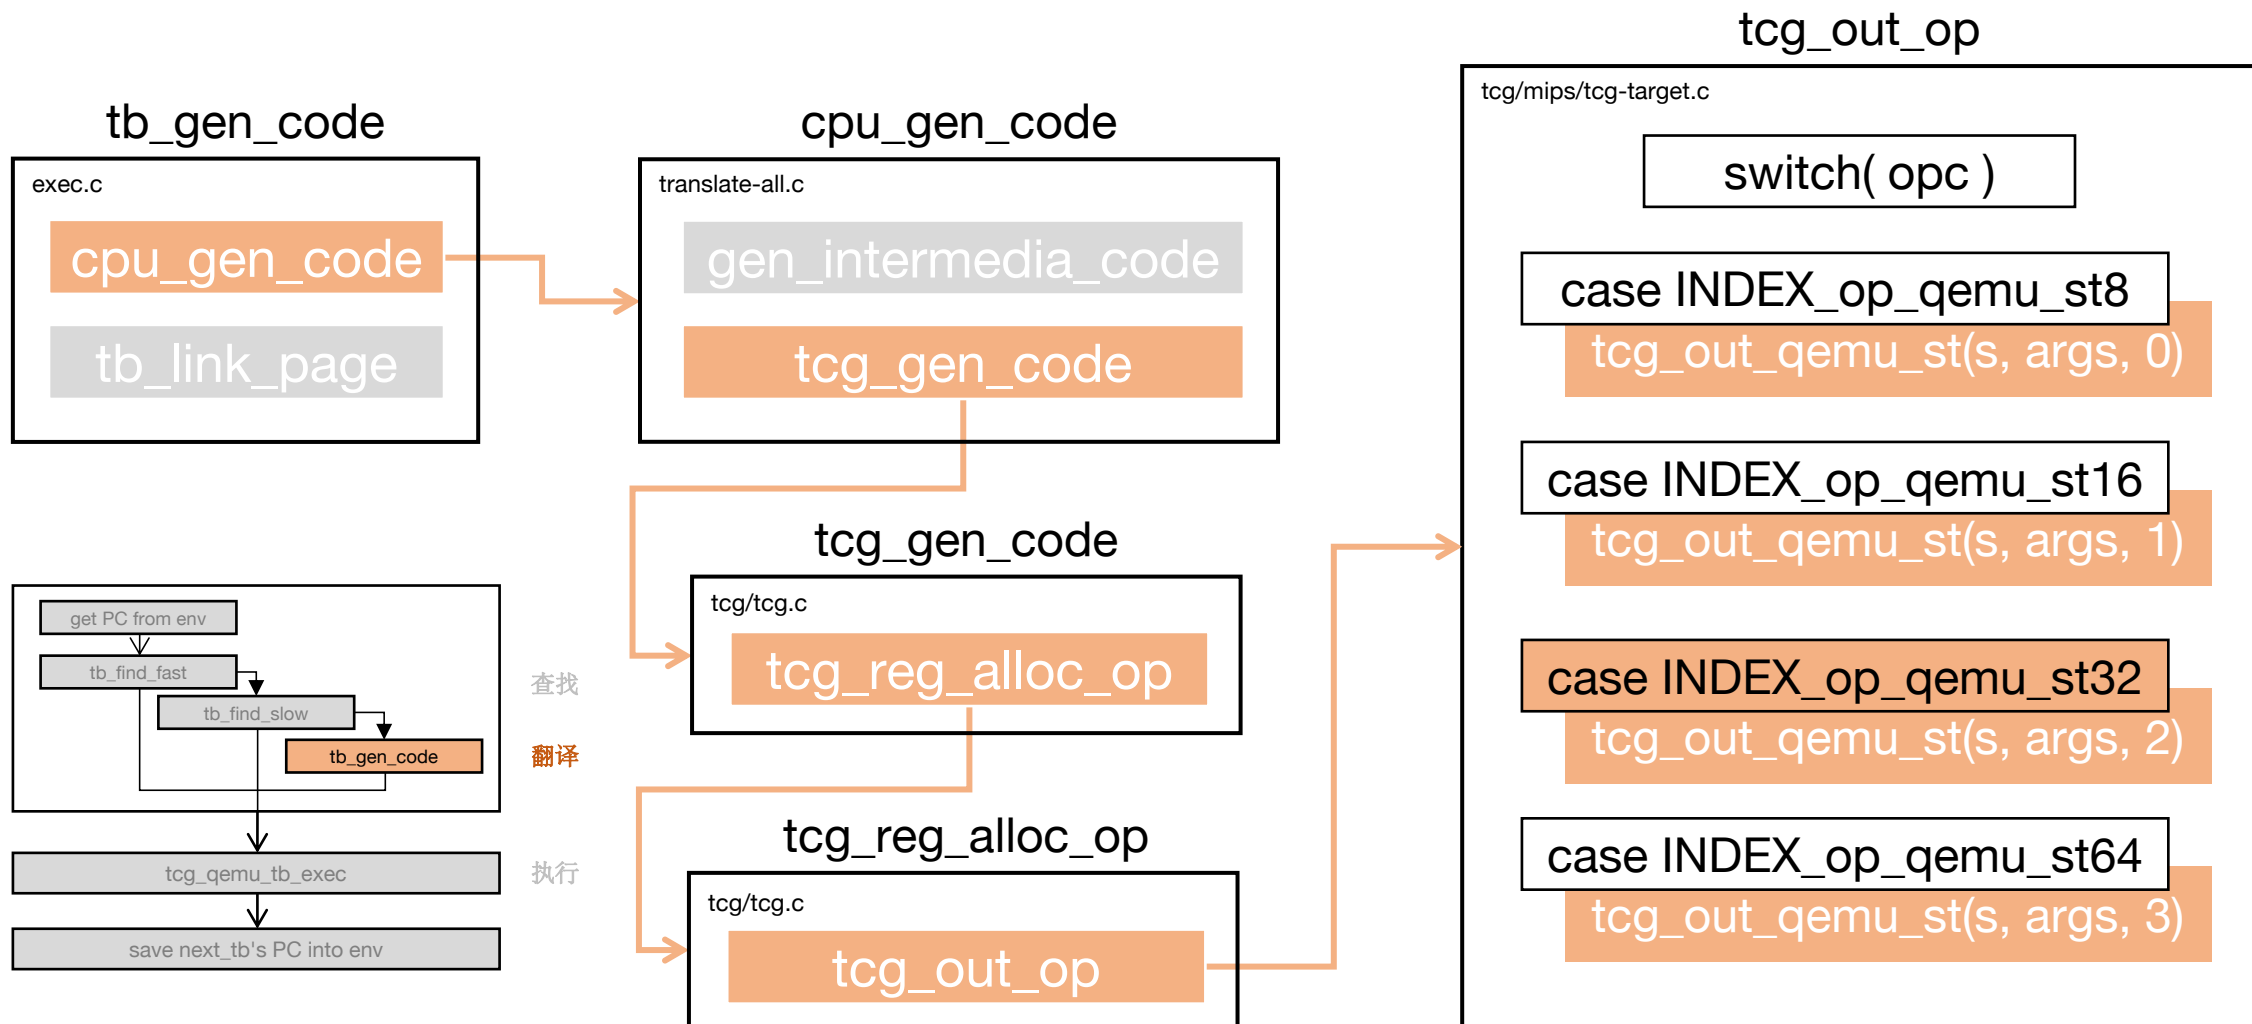 tb_gen_code
exec.c
cpu_gen_code
tb_link_page
cpu_gen_code
translate-all.c
gen_intermedia_code
tcg_gen_code
tcg_gen_code
tcg/tcg.c
tcg_reg_alloc_op
tcg_reg_alloc_op
tcg/tcg.c
tcg_out_op
tcg_out_op
tcg/mips/tcg-target.c
switch( opc )
case INDEX_op_qemu_st8
tcg_out_qemu_st(s, args, 0)
case INDEX_op_qemu_st16
tcg_out_qemu_st(s, args, 1)
case INDEX_op_qemu_st32
tcg_out_qemu_st(s, args, 2)
case INDEX_op_qemu_st64
tcg_out_qemu_st(s, args, 3)
get PC from env
tb_find_fast
tb_find_slow
tb_gen_code
tcg_qemu_tb_exec
save next_tb's PC into env
查找
翻译
执行